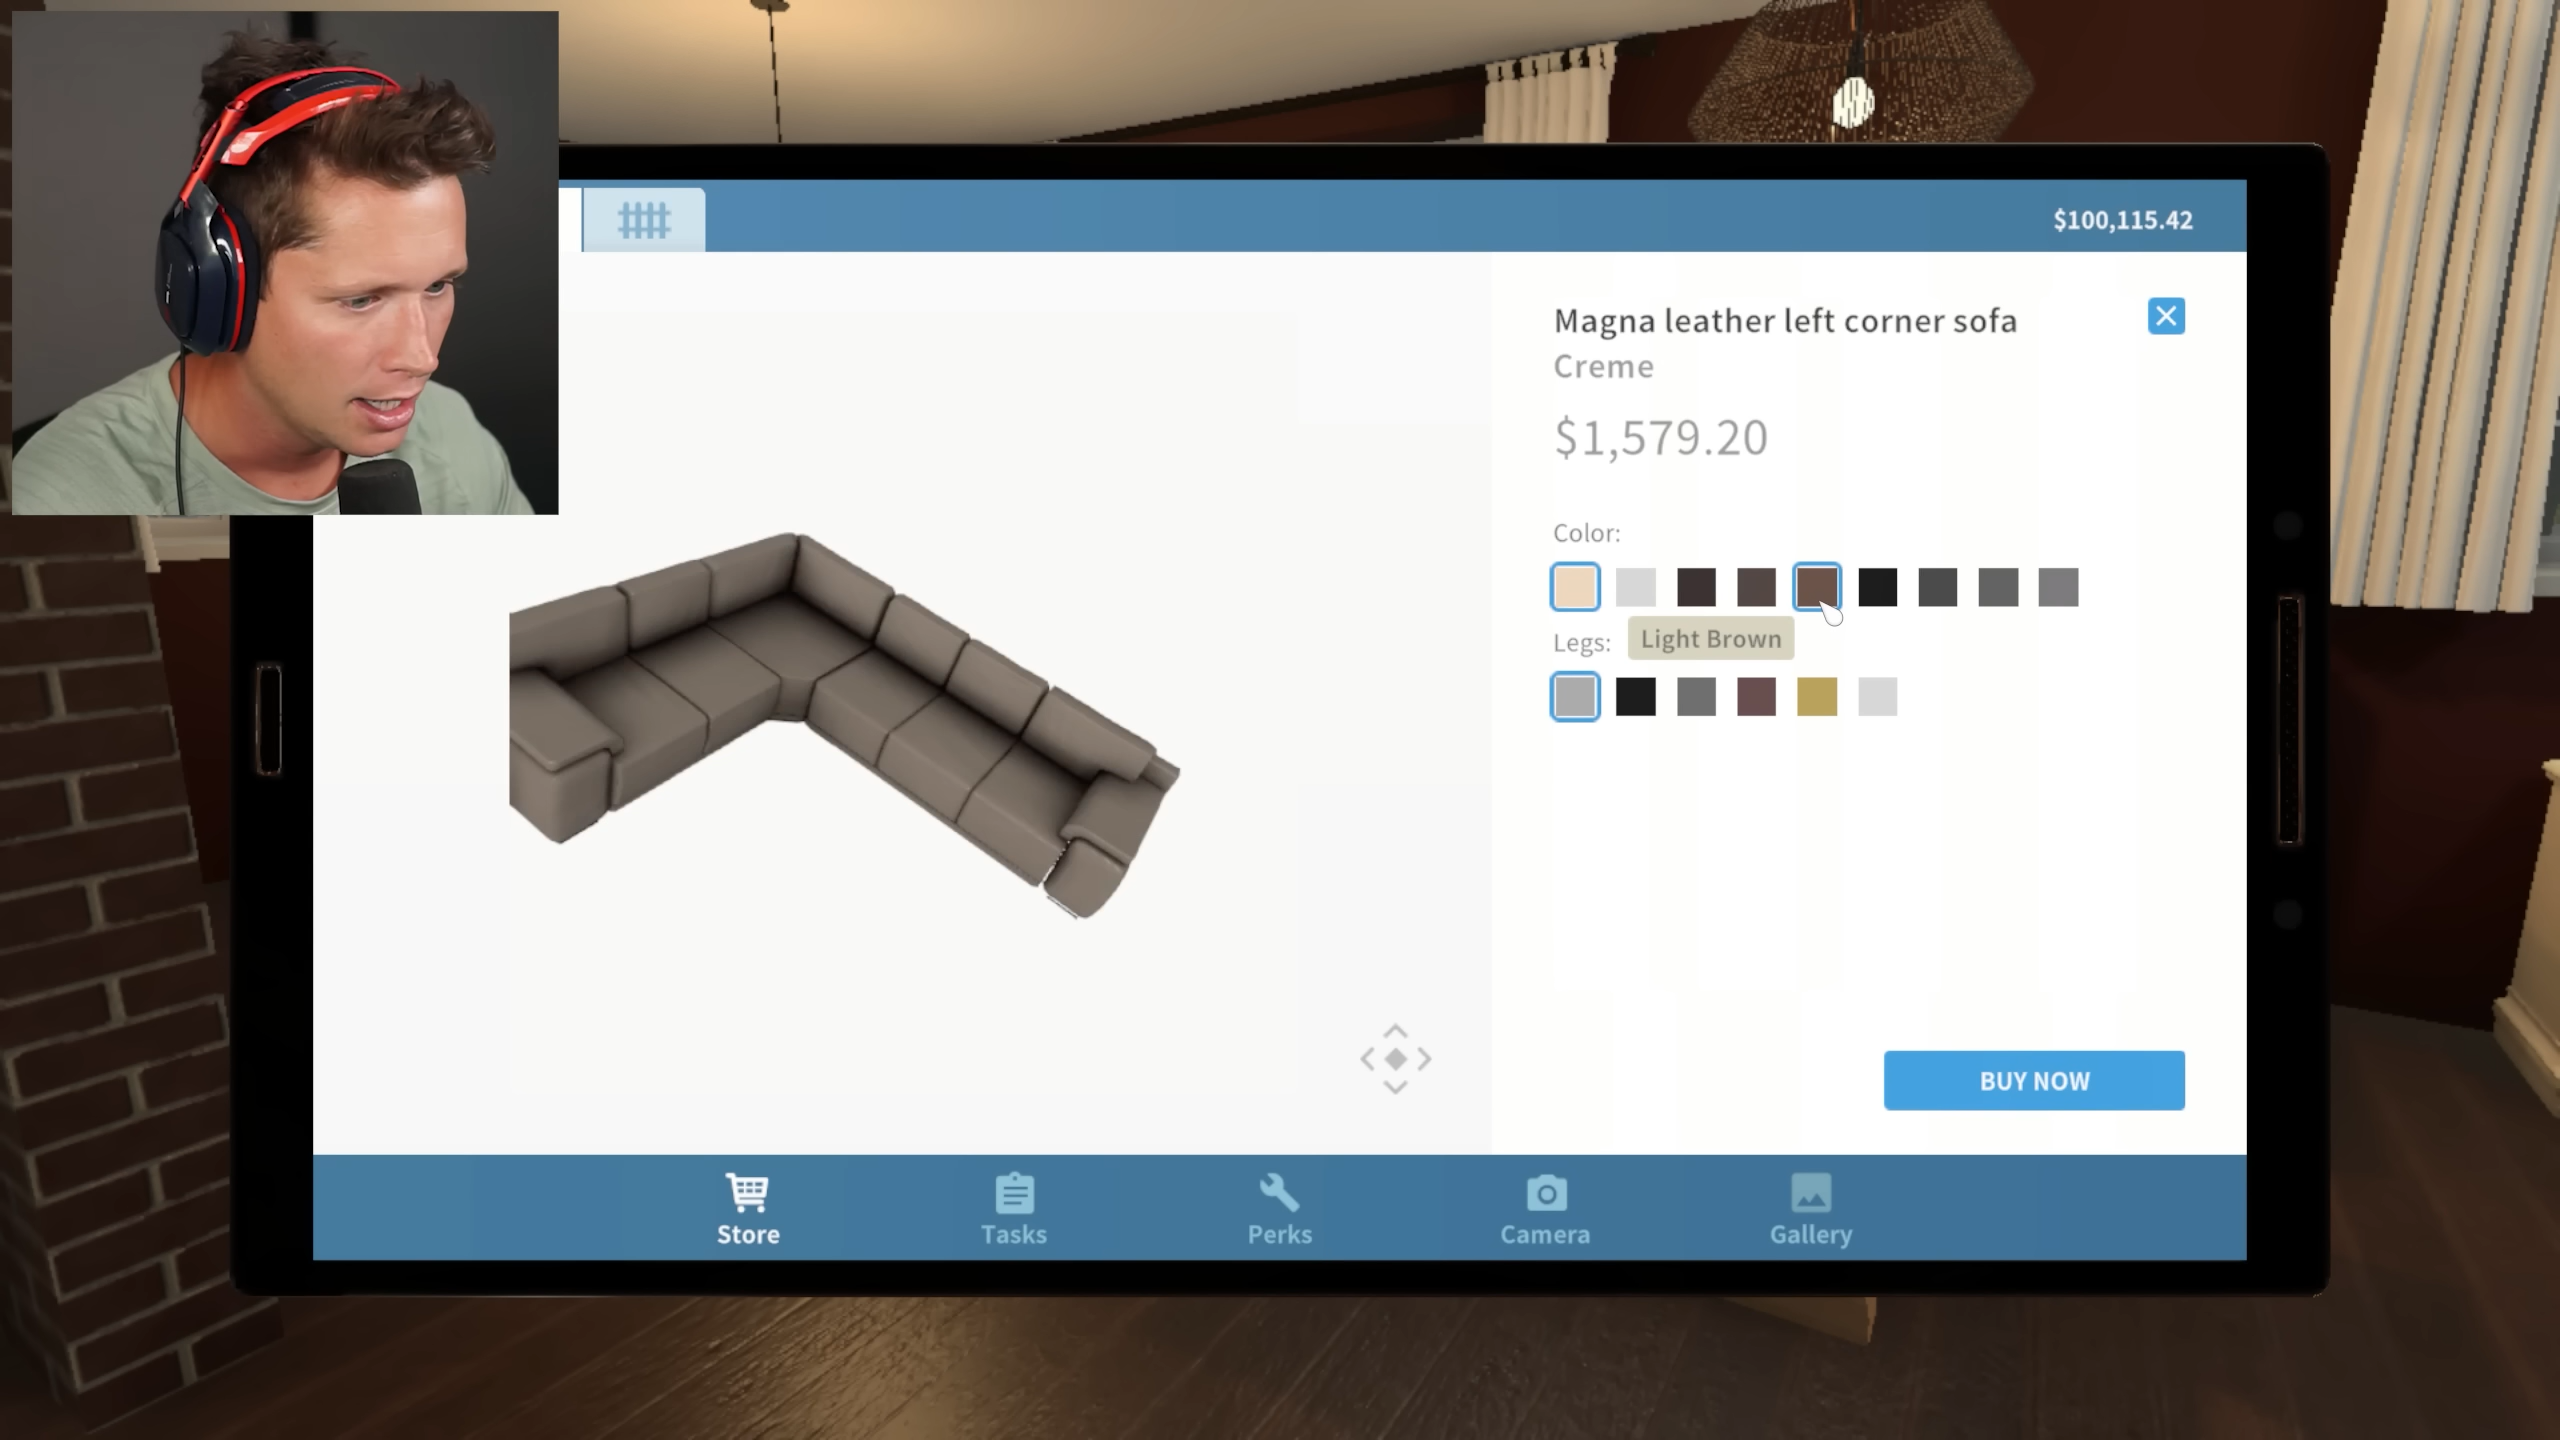 $100,115.42
Magna leather left corner sofa
Creme
$1,579.20
Color:
Light Brown
Legs:
BUY NOW
Store
Tasks
Perks
Camera
Gallery